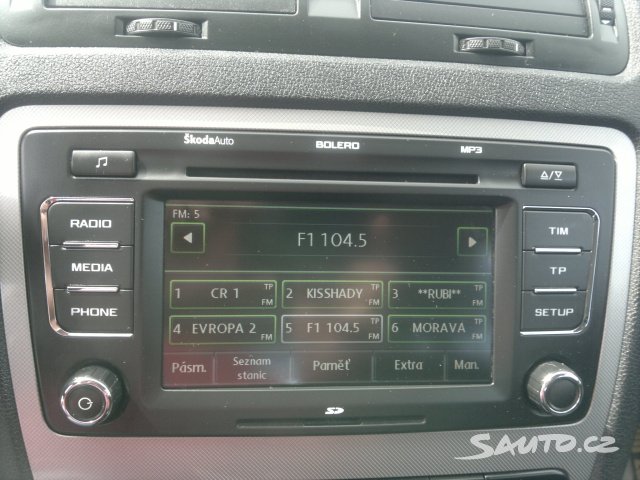 ŠkodaAuto BOLERO MP3
RADIO
MEDIA
PHONE
TIM
TP
SETUP
FM: 5
F1 104.5
1 CR 1 TP FM
2 KISSHADY FM
3 **RUBI** TP FM
4 EVROPA 2 FM
5 F1 104.5 TP FM
6 MORAVA TP FM
Pásm. Seznam stanic Paměť Extra Man.
SD
SAUTO.CZ